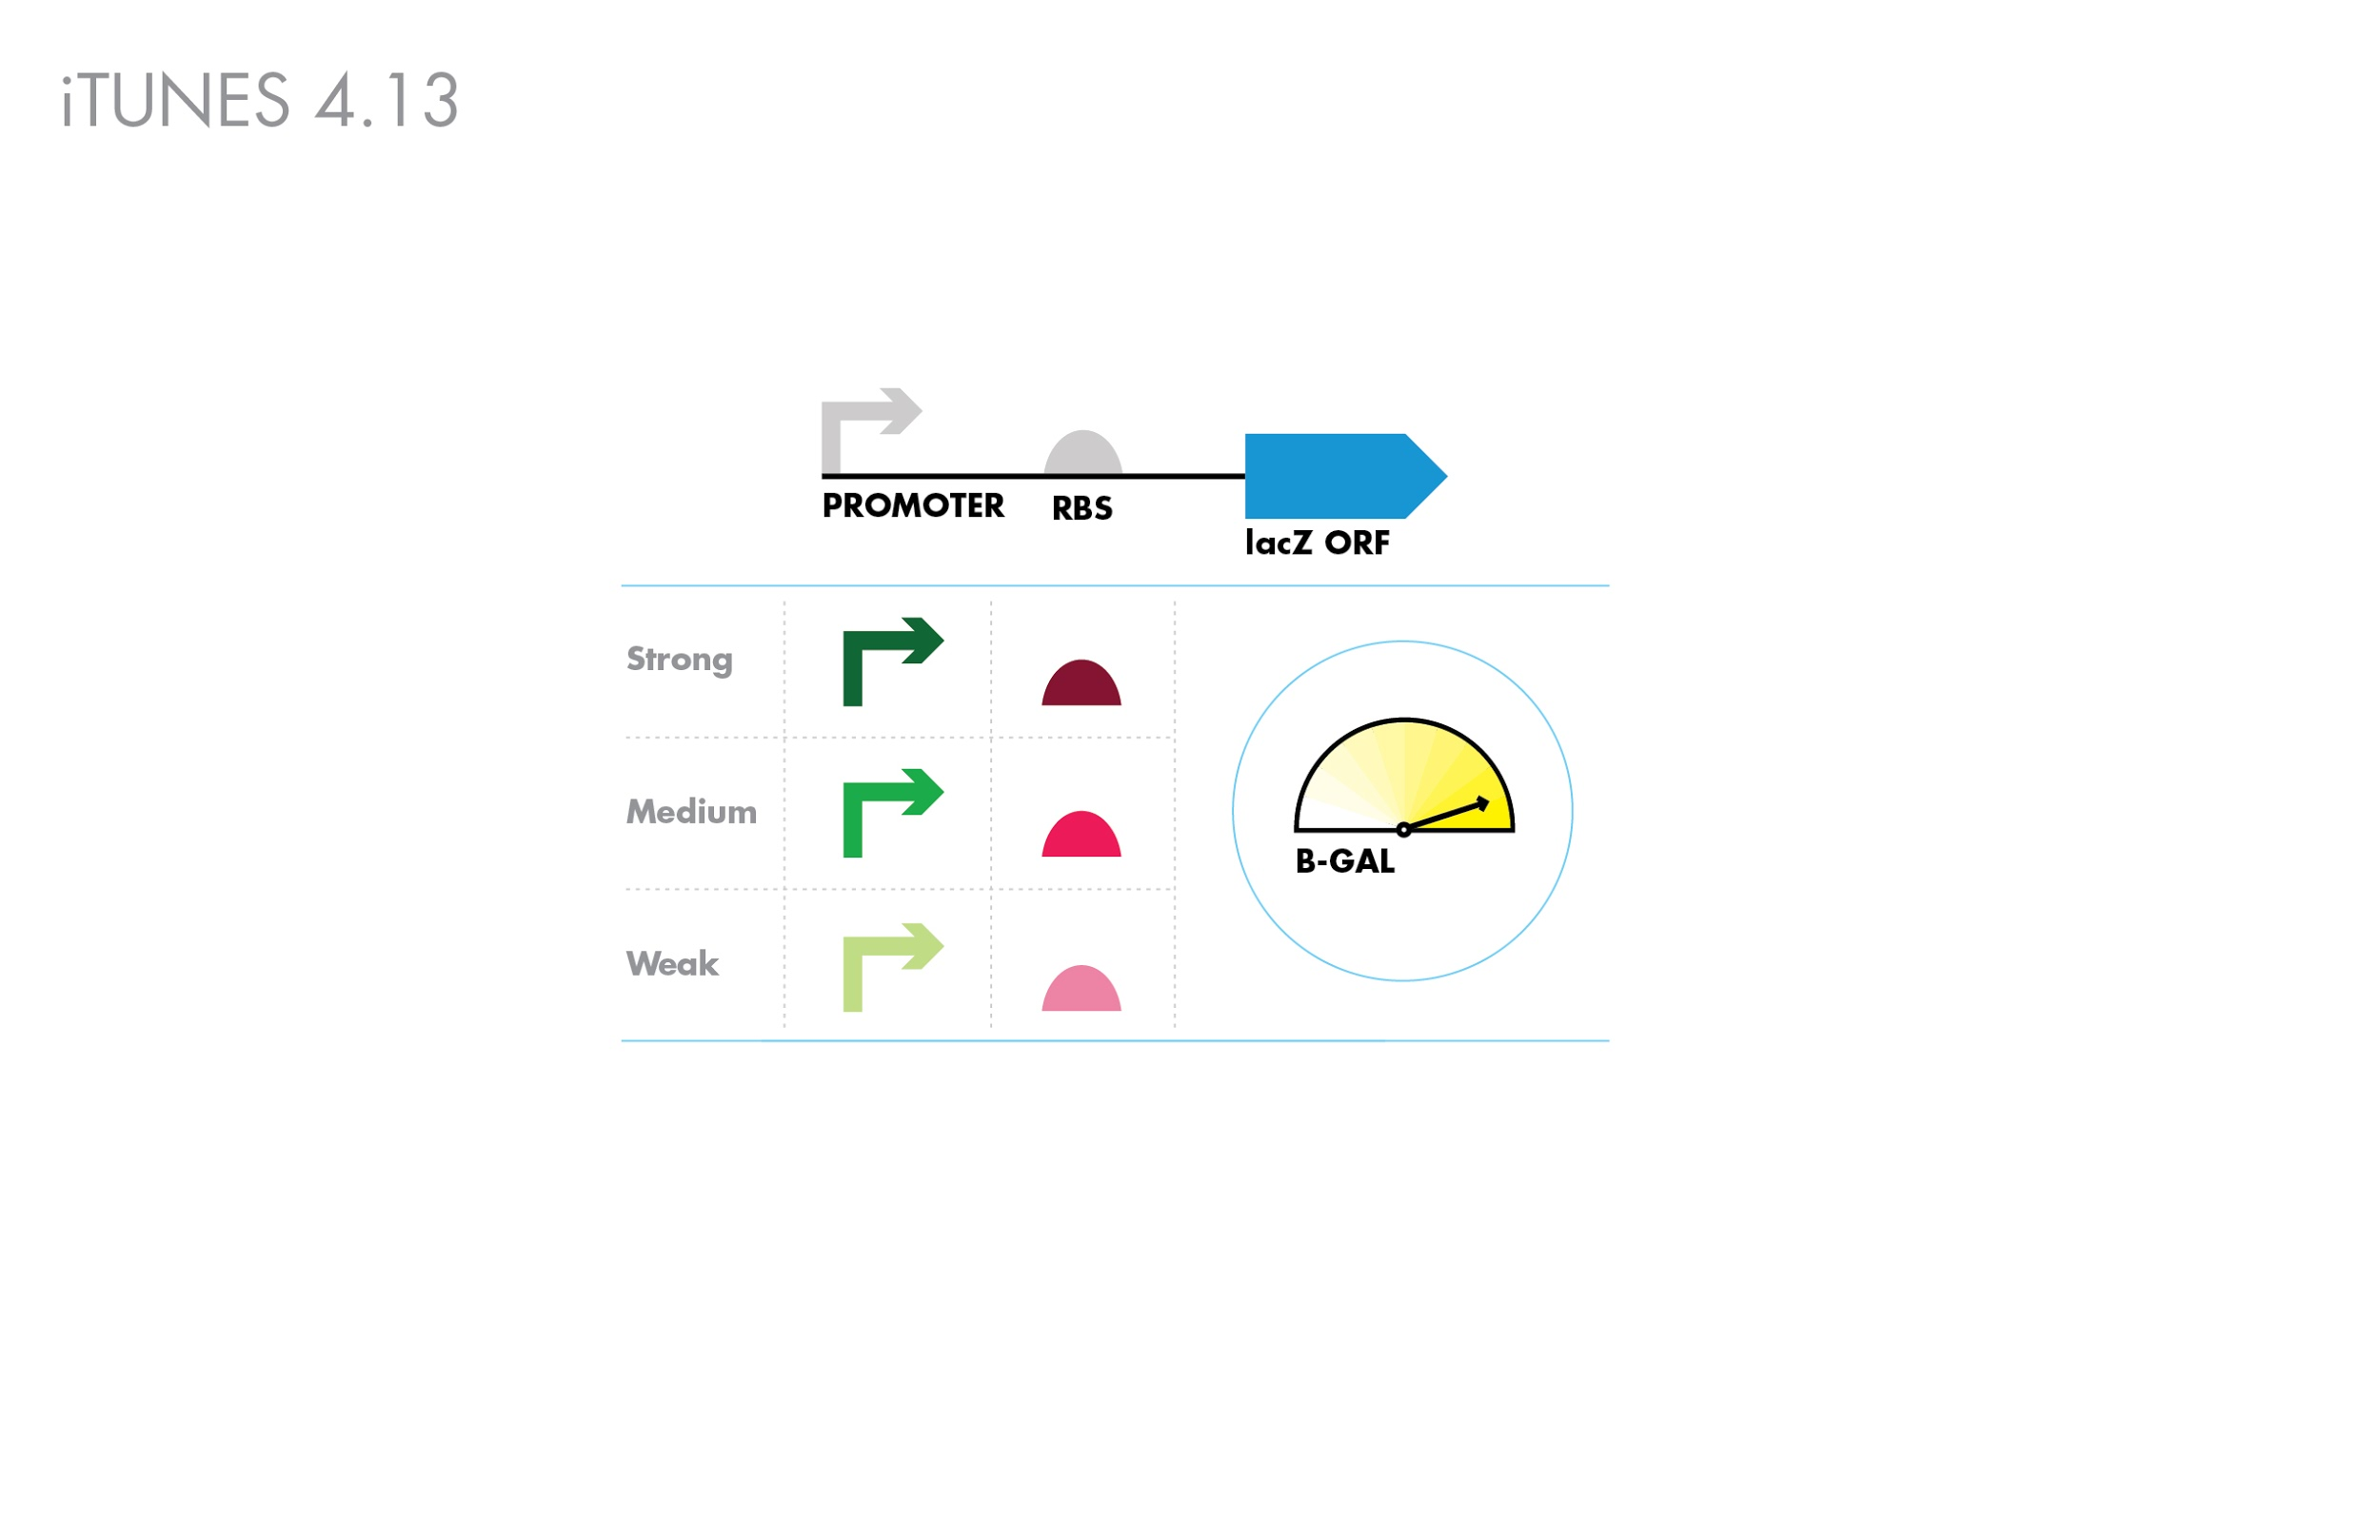 iTUNES 4.13
PROMOTER
RBS
lacZ ORF
Strong
Medium
B-GAL
Weak